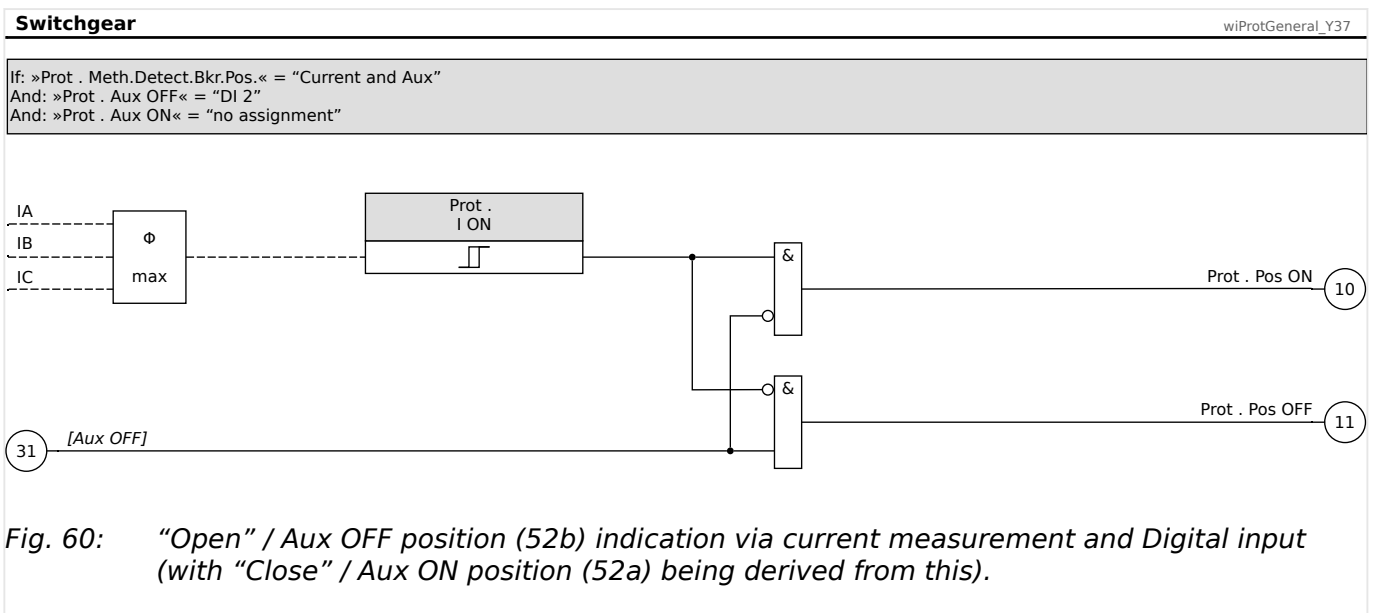 Switchgear
wiProtGeneral_Y37
If: »Prot . Meth.Detect.Bkr.Pos.« = “Current and Aux”
And: »Prot . Aux OFF« = “DI 2”
And: »Prot . Aux ON« = “no assignment”
IA
IB
IC
Φ
max
Prot .
I ON
&
Prot . Pos ON
10
&
Prot . Pos OFF
11
31
[Aux OFF]
Fig. 60: “Open” / Aux OFF position (52b) indication via current measurement and Digital input
(with “Close” / Aux ON position (52a) being derived from this).